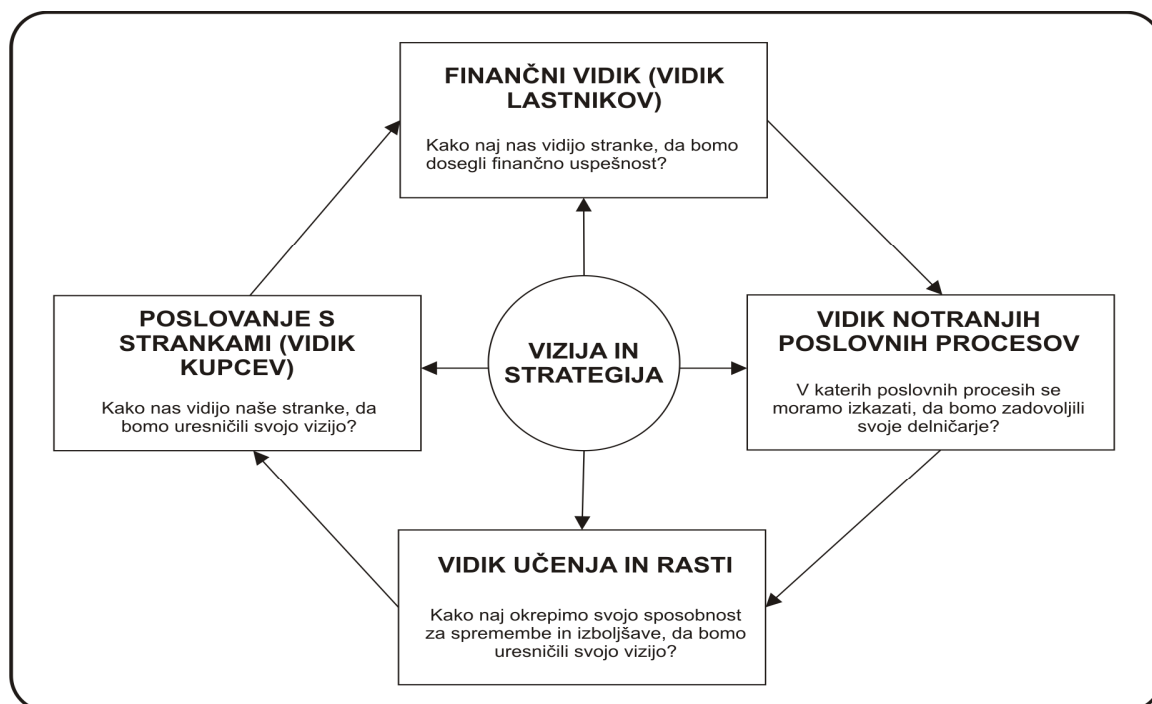 FINANČNI VIDIK (VIDIK
LASTNIKOV)
Kako naj nas vidijo stranke, da bomo
dosegli finančno uspešnost?
POSLOVANJE S
STRANKAMI (VIDIK
KUPCEV)
Kako nas vidijo naše stranke, da
bomo uresničili svojo vizijo?
VIZIJA IN
STRATEGIJA
VIDIK NOTRANJIH
POSLOVNIH PROCESOV
V katerih poslovnih procesih se
moramo izkazati, da bomo zadovoljili
svoje delničarje?
VIDIK UČENJA IN RASTI
Kako naj okrepimo svojo sposobnost
za spremembe in izboljšave, da bomo
uresničili svojo vizijo?